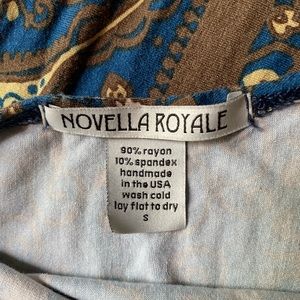 NOVELLA ROYALE
90% rayon
10% spandex
handmade
in the USA
wash cold
lay flat to dry
S